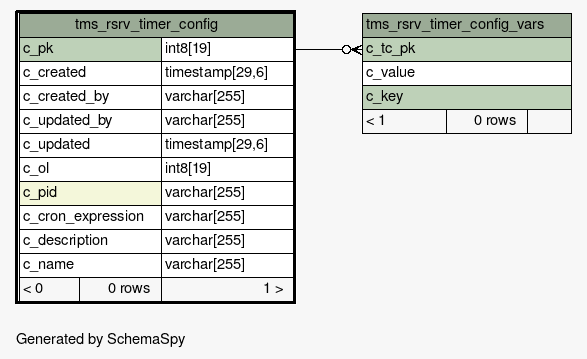 tms_rsrv_timer_config
c_pk int8[19]
c_created timestamp[29,6]
c_created_by varchar[255]
c_updated_by varchar[255]
c_updated timestamp[29,6]
c_ol int8[19]
c_pid varchar[255]
c_cron_expression varchar[255]
c_description varchar[255]
c_name varchar[255]
< 0 0 rows 1 >
tms_rsrv_timer_config_vars
c_tc_pk
c_value
c_key
< 1 0 rows
Generated by SchemaSpy